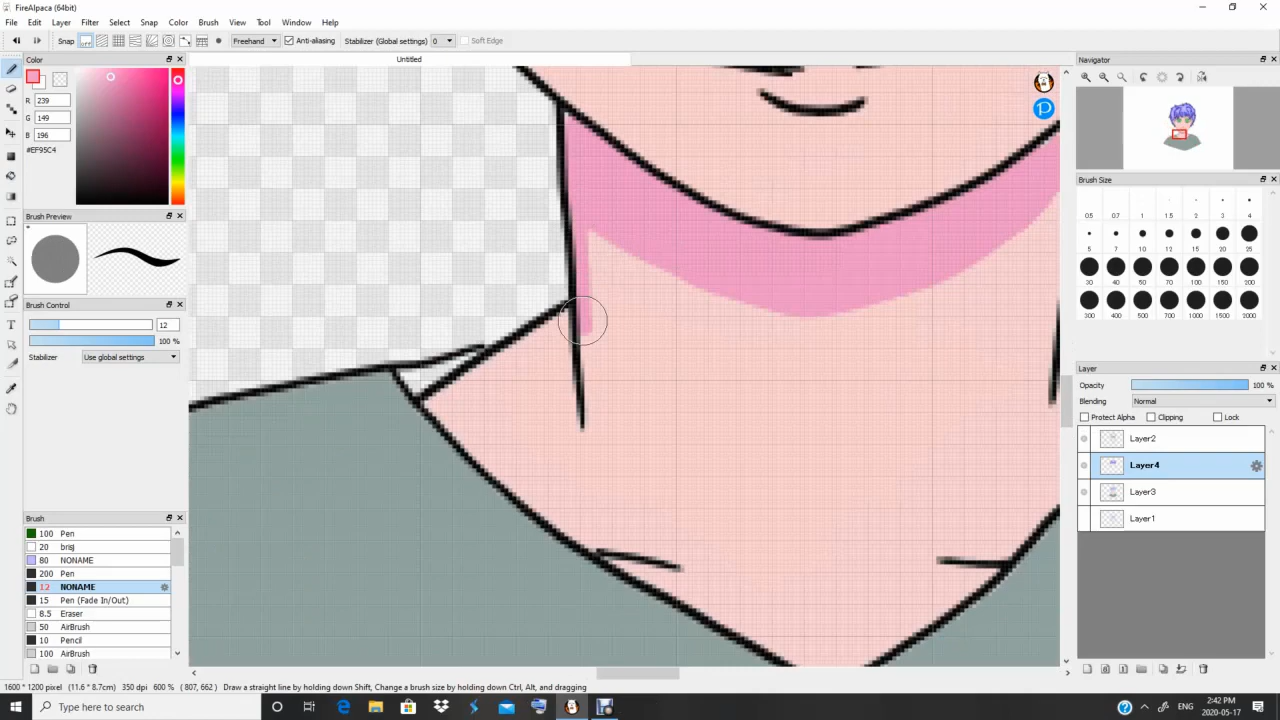 FireAlpaca (64bit)
File Edit Layer Filter Select Snap Color Brush View Tool Window Help
Snap OFF Freehand Anti-aliasing Stabilizer (Global settings) 0 Soft Edge
Color
R 239
G 149
B 196
#EF95C4
Brush Preview
Brush Control
12
100 %
Stabilizer Use global settings
Brush
100 Pen
20 brisj
80 NONAME
200 Pen
12 NONAME
15 Pen (Fade In/Out)
8.5 Eraser
50 AirBrush
10 Pencil
100 AirBrush
Untitled
Navigator
Brush Size
0.5 0.7 1 1.5 2 3 4
5 7 10 12 15 20 25
30 40 50 70 100 150 200
300 400 500 700 1000 1500 2000
Layer
Opacity 100 %
Blending Normal
Protect Alpha Clipping Lock
Layer2
Layer4
Layer3
Layer1
1600 * 1200 pixel (11.6 * 8.7cm) 350 dpi 600 % ( 807, 662 ) Draw a straight line by holding down Shift, Change a brush size by holding down Ctrl, Alt, and dragging
Type here to search
ENG
2:42 PM
2020-05-17